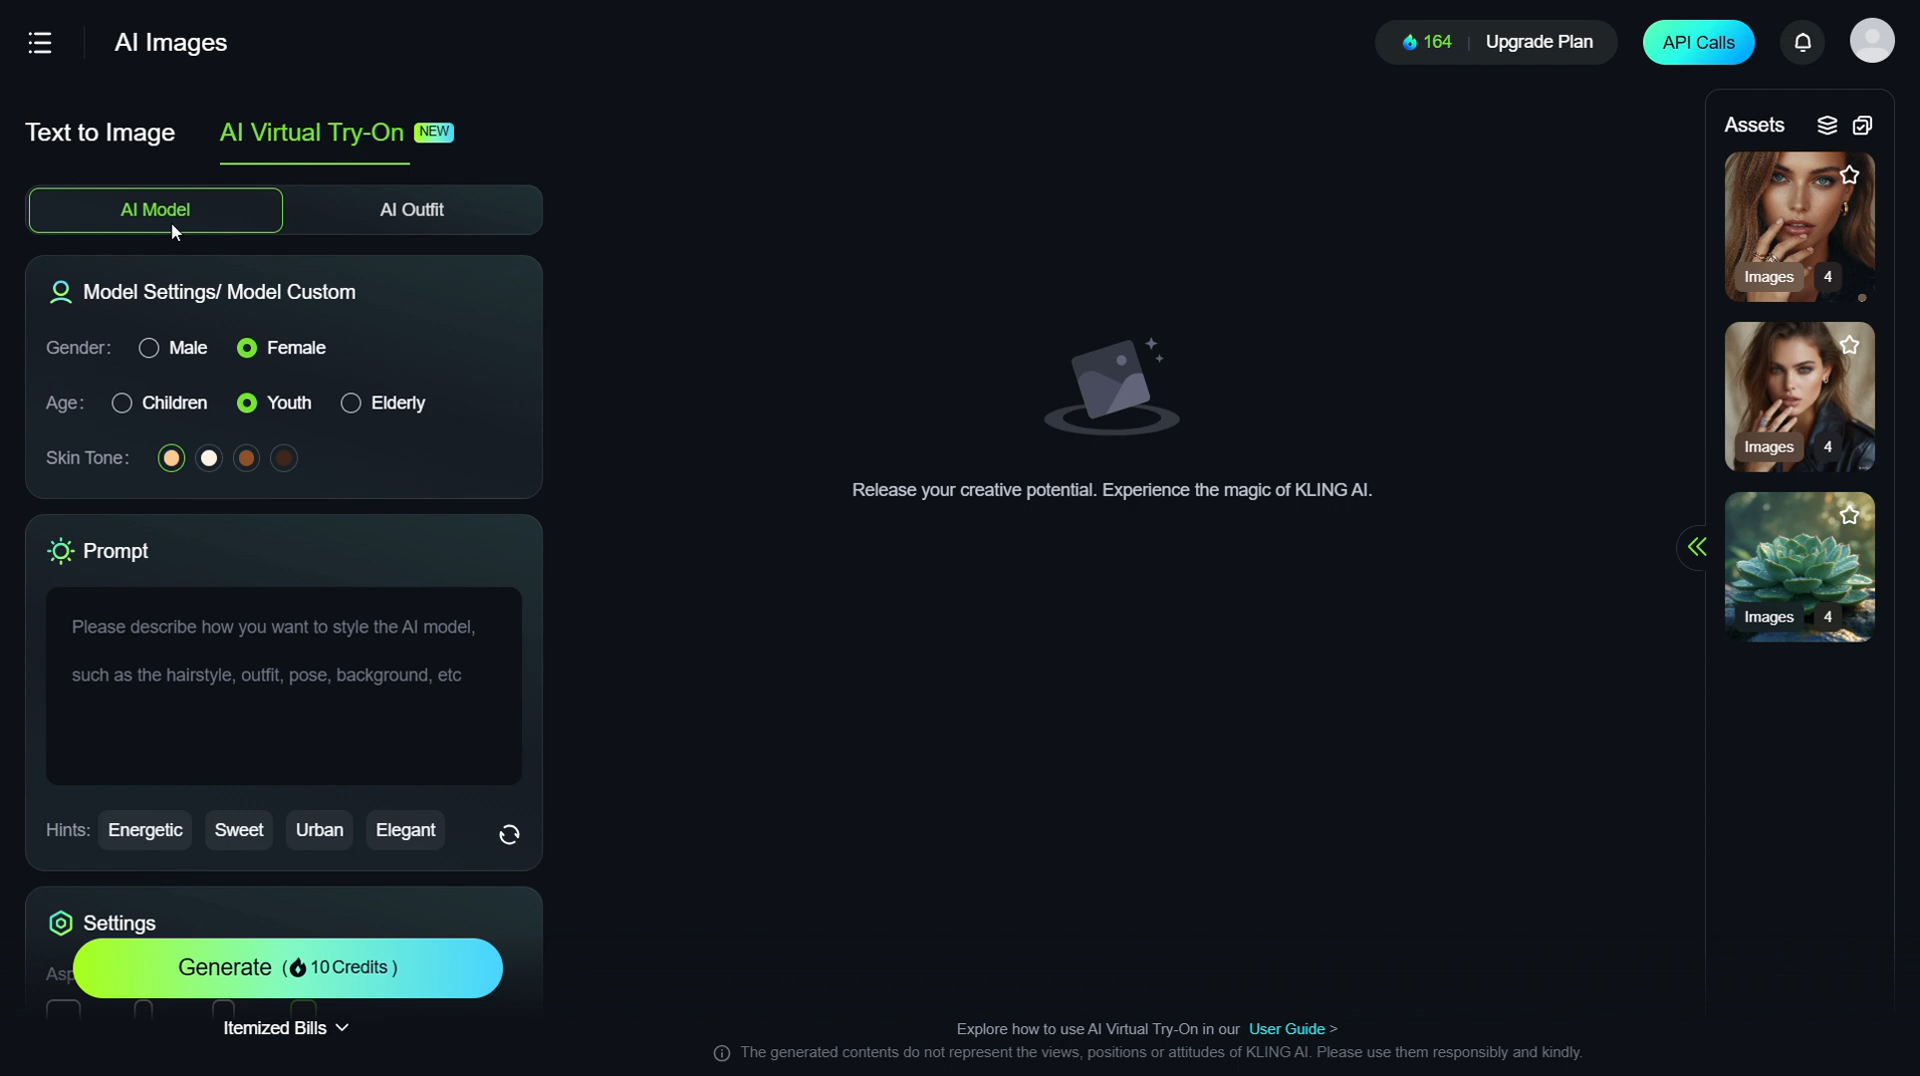 AI Images
164 | Upgrade Plan
API Calls
Text to Image
AI Virtual Try-On NEW
AI Model
AI Outfit
Model Settings/ Model Custom
Gender: Male Female
Age: Children Youth Elderly
Skin Tone:
Prompt
Please describe how you want to style the AI model,
such as the hairstyle, outfit, pose, background, etc
Hints: Energetic Sweet Urban Elegant
Settings
Generate ( 10 Credits )
Itemized Bills
Release your creative potential. Experience the magic of KLING AI.
Explore how to use AI Virtual Try-On in our User Guide >
The generated contents do not represent the views, positions or attitudes of KLING AI. Please use them responsibly and kindly.
Assets
Images 4
Images 4
Images 4